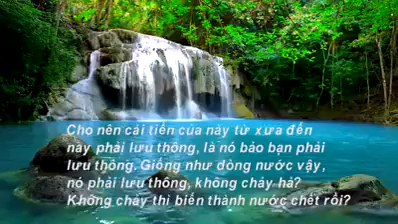 Cho nên cái tiền của này từ xưa đến
nay phải lưu thông, là nó bảo bạn phải
lưu thông. Giống như dòng nước vậy,
nó phải lưu thông, không chảy hả?
Không chảy thì biến thành nước chết rồi?